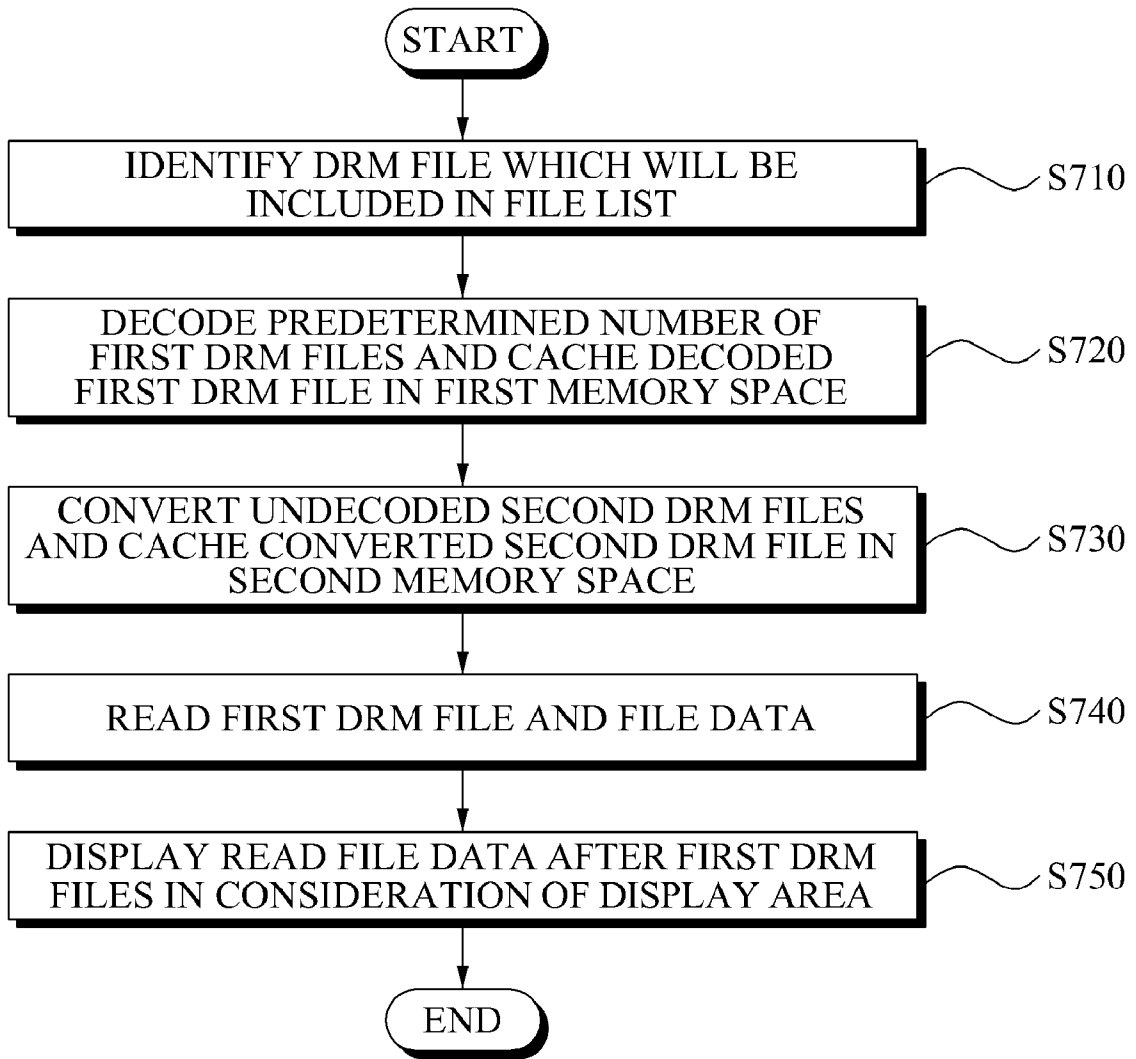 START
IDENTIFY DRM FILE WHICH WILL BE
INCLUDED IN FILE LIST
S710
DECODE PREDETERMINED NUMBER OF
FIRST DRM FILES AND CACHE DECODED
FIRST DRM FILE IN FIRST MEMORY SPACE
S720
CONVERT UNDECODED SECOND DRM FILES
AND CACHE CONVERTED SECOND DRM FILE IN
SECOND MEMORY SPACE
S730
READ FIRST DRM FILE AND FILE DATA
S740
DISPLAY READ FILE DATA AFTER FIRST DRM
FILES IN CONSIDERATION OF DISPLAY AREA
S750
END